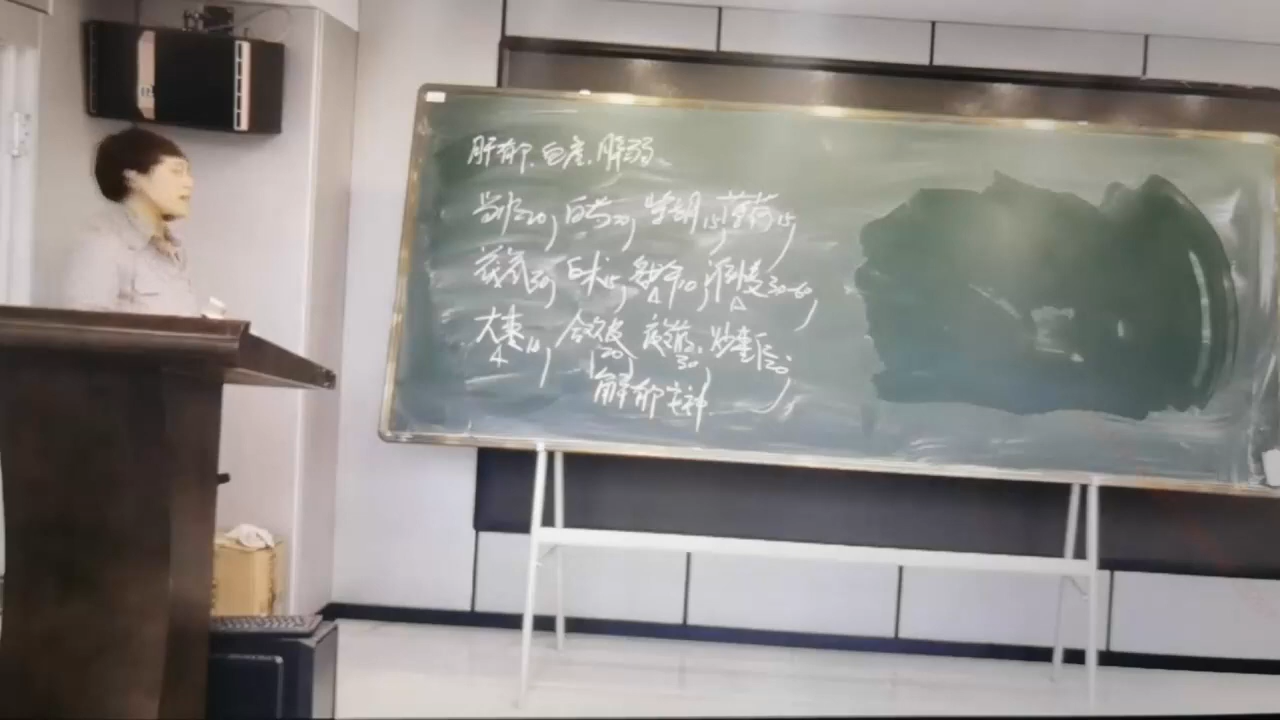 肝郁、血虚、脾弱
当归20，白芍20，柴胡15，薄荷15，
茯苓30，白术15，炙甘草10，浮小麦30-60，
大枣10，合欢皮20，夜交藤30，炒枣仁20，
解郁安神